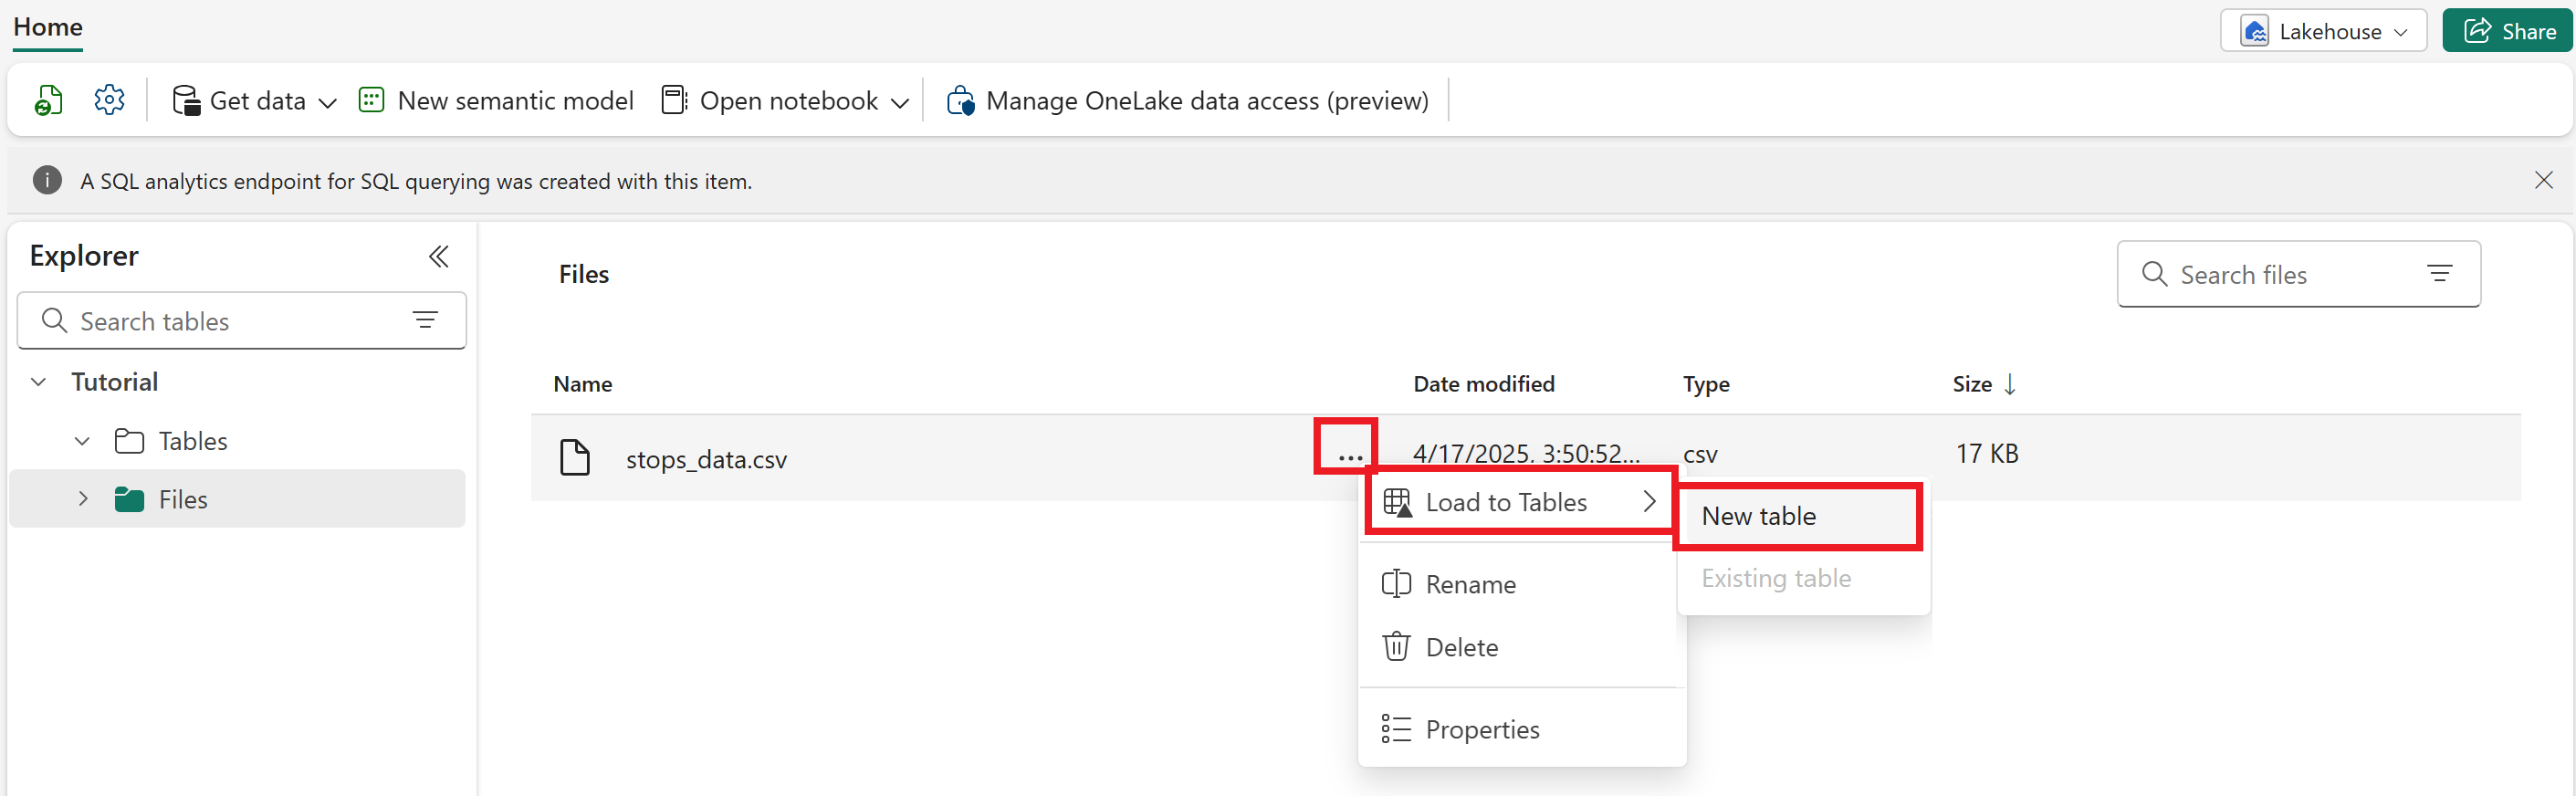 Home
Lakehouse
Share
Get data
New semantic model
Open notebook
Manage OneLake data access (preview)
A SQL analytics endpoint for SQL querying was created with this item.
Explorer
Search tables
Tutorial
Tables
Files
Files
Search files
Name Date modified Type Size
stops_data.csv ... 4/17/2025, 3:50:52... csv 17 KB
Load to Tables
Rename
Delete
Properties
New table
Existing table